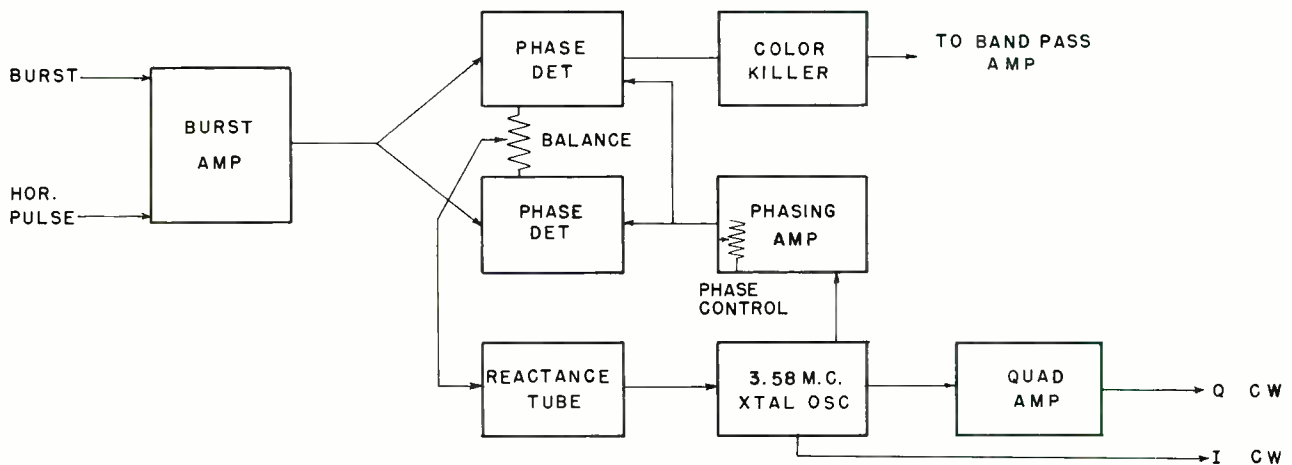 BURST
HOR.
PULSE
BURST
AMP
PHASE
DET
BALANCE
PHASE
DET
COLOR
KILLER
TO BAND PASS
AMP
PHASING
AMP
PHASE
CONTROL
REACTANCE
TUBE
3.58 M.C.
XTAL OSC
QUAD
AMP
Q CW
I CW